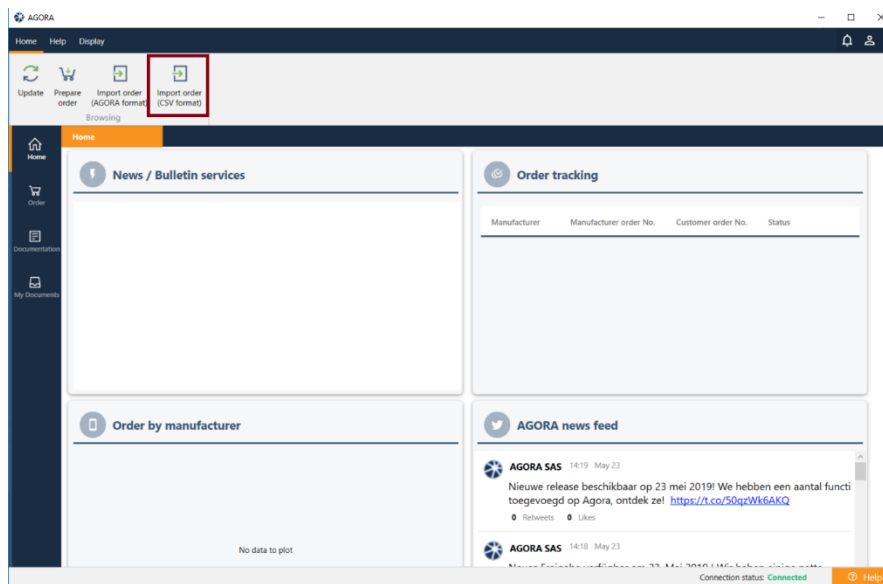 AGORA
Home Help Display
Update
Prepare order
Import order (AGORA format)
Import order (CSV format)
Browsing
Home
Home
Order
Documentation
My Documents
News / Bulletin services
Order tracking
Manufacturer Manufacturer order No. Customer order No. Status
Order by manufacturer
No data to plot
AGORA news feed
AGORA SAS 14:19 May 23
Nieuwe release beschikbaar op 23 mei 2019! We hebben een aantal functi
toegevoegd op Agora, ontdek ze! https://t.co/50qzWk6AKQ
0 Retweets 0 Likes
AGORA SAS 14:18 May 23
Connection status: Connected
Help